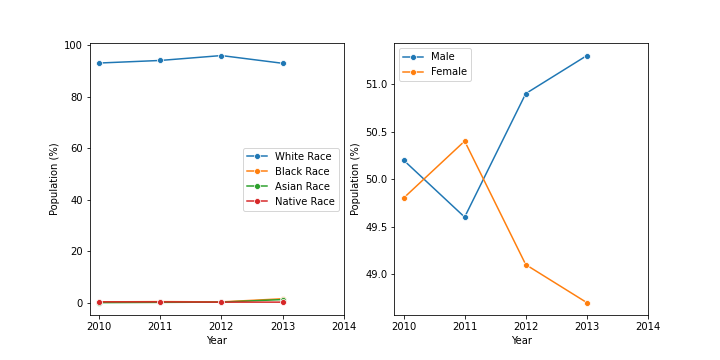 100
80
60
40
20
0
Population (%)
White Race
Black Race
Asian Race
Native Race
2010 2011 2012 2013 2014
Year
51.0
50.5
50.0
49.5
49.0
Population (%)
Male
Female
2010 2011 2012 2013 2014
Year